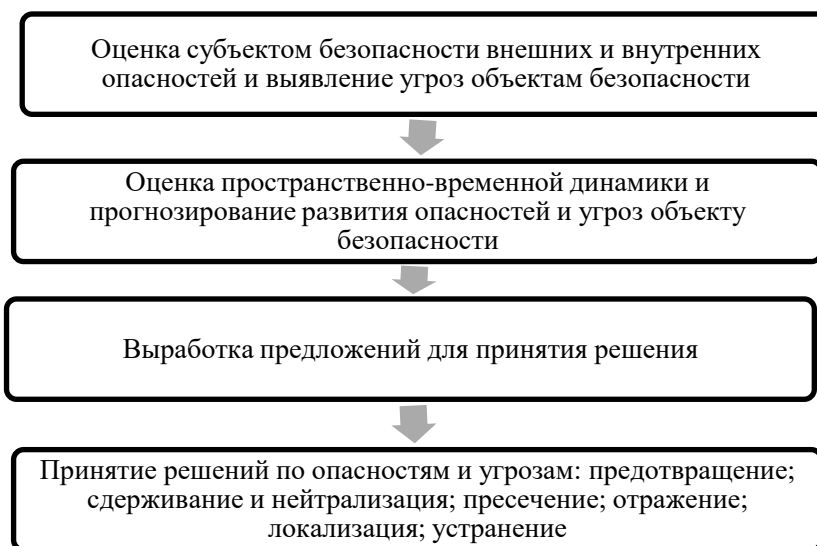 Оценка субъектом безопасности внешних и внутренних
опасностей и выявление угроз объектам безопасности
Оценка пространственно-временной динамики и
прогнозирование развития опасностей и угроз объекту
безопасности
Выработка предложений для принятия решения
Принятие решений по опасностям и угрозам: предотвращение;
сдерживание и нейтрализация; пресечение; отражение;
локализация; устранение